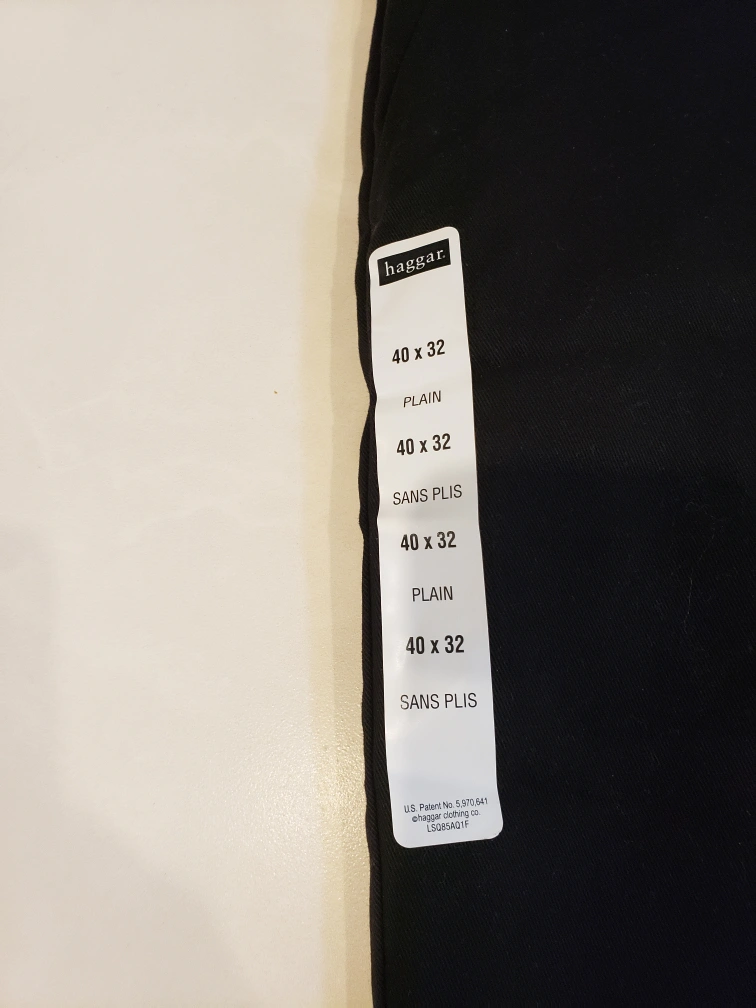 haggar.
40 x 32
PLAIN
40 x 32
SANS PLIS
40 x 32
PLAIN
40 x 32
SANS PLIS
U.S. Patent No. 5,970,641
©haggar clothing co.
LSQ85AQ1F